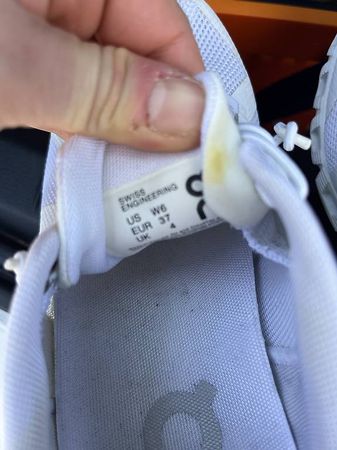 SWISS
ENGINEERING
US W6
EUR 37
UK 4